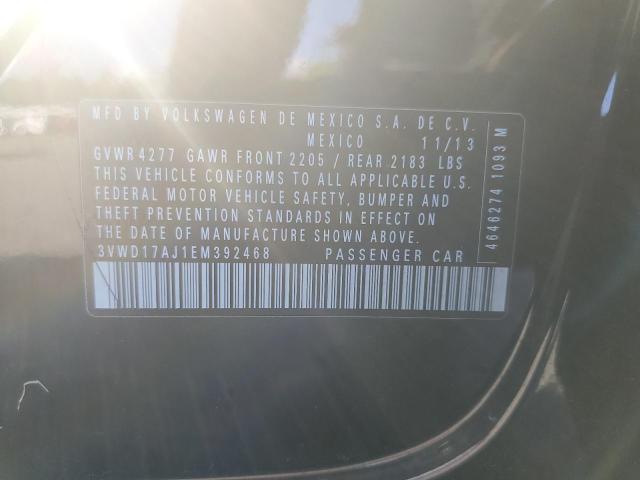 MFD BY VOLKSWAGEN DE MEXICO S.A. DE C.V.
MEXICO 11/13
GVWR 4277 GAWR FRONT 2205 / REAR 2183 LBS
THIS VEHICLE CONFORMS TO ALL APPLICABLE U.S.
FEDERAL MOTOR VEHICLE SAFETY, BUMPER AND
THEFT PREVENTION STANDARDS IN EFFECT ON
THE DATE OF MANUFACTURE SHOWN ABOVE.
3VWD17AJ1EM392468 PASSENGER CAR
4646274 1093 M